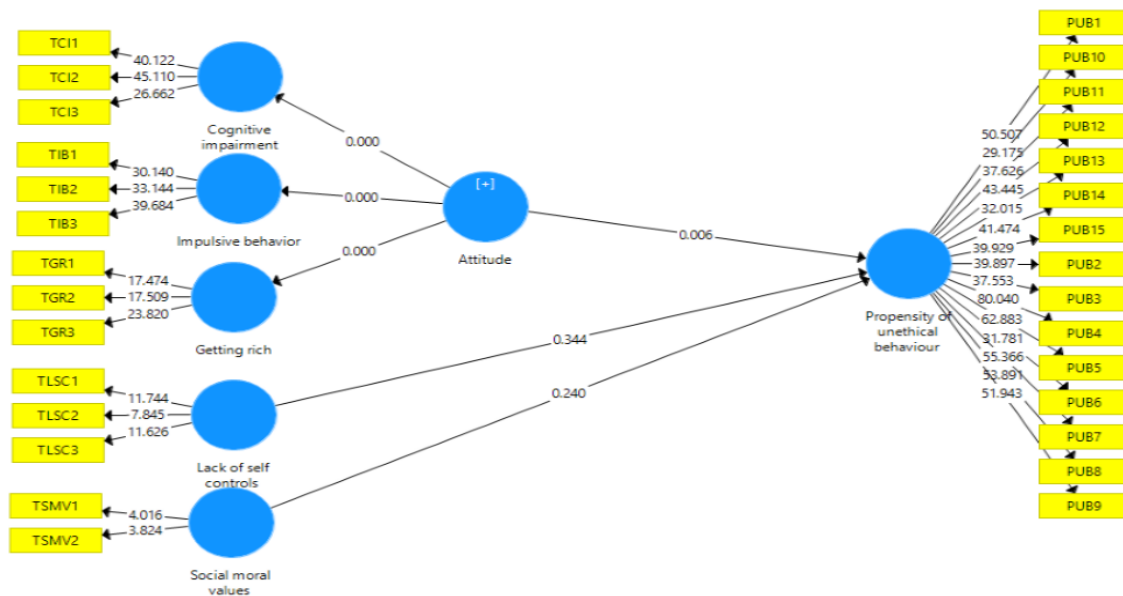 TCI1
TCI2
TCI3
40.122
45.110
26.662
Cognitive
impairment
TIB1
TIB2
TIB3
30.140
33.144
39.684
Impulsive behavior
TGR1
TGR2
TGR3
17.474
17.509
23.820
Getting rich
TLSC1
TLSC2
TLSC3
11.744
7.845
11.626
Lack of self
controls
TSMV1
TSMV2
4.016
3.824
Social moral
values
0.000
0.000
0.000
[+]
Attitude
0.006
0.344
0.240
Propensity of
unethical
behaviour
50.507
29.175
37.626
43.445
32.015
41.474
39.929
39.897
37.553
80.040
62.883
31.781
55.366
53.891
51.943
PUB1
PUB10
PUB11
PUB12
PUB13
PUB14
PUB15
PUB2
PUB3
PUB4
PUB5
PUB6
PUB7
PUB8
PUB9